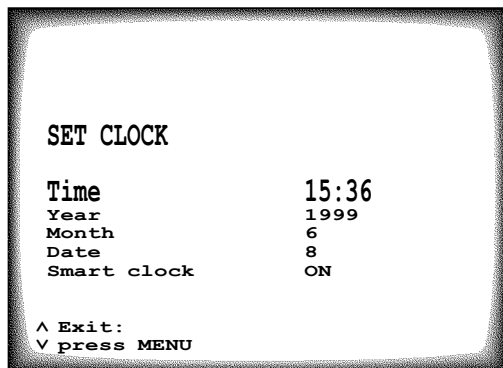 SET CLOCK
Time 15:36
Year 1999
Month 6
Date 8
Smart clock ON
∧ Exit:
∨ press MENU